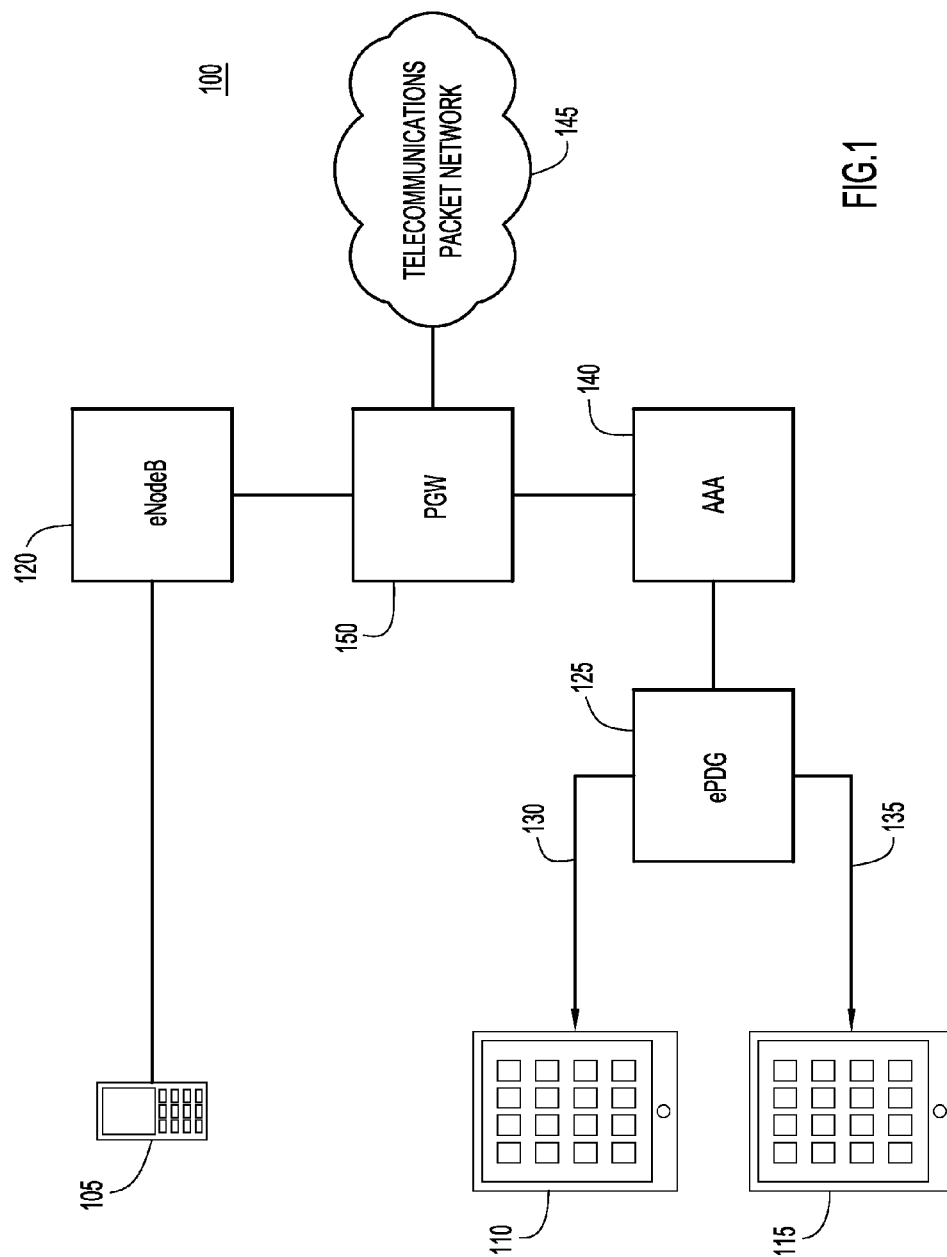 100
TELECOMMUNICATIONS
PACKET NETWORK
145
eNodeB
120
PGW
150
140
AAA
125
ePDG
130
135
105
110
115
FIG.1